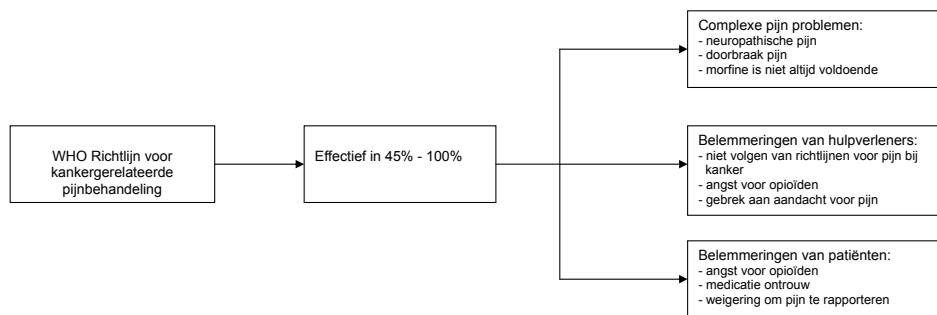 WHO Richtlijn voor
kankergerelateerde
pijnbehandeling
Effectief in 45% - 100%
Complexe pijn problemen:
- neuropathische pijn
- doorbraak pijn
- morfine is niet altijd voldoende
Belemmeringen van hulpverleners:
- niet volgen van richtlijnen voor pijn bij
kanker
- angst voor opioïden
- gebrek aan aandacht voor pijn
Belemmeringen van patiënten:
- angst voor opioïden
- medicatie ontrouw
- weigering om pijn te rapporteren